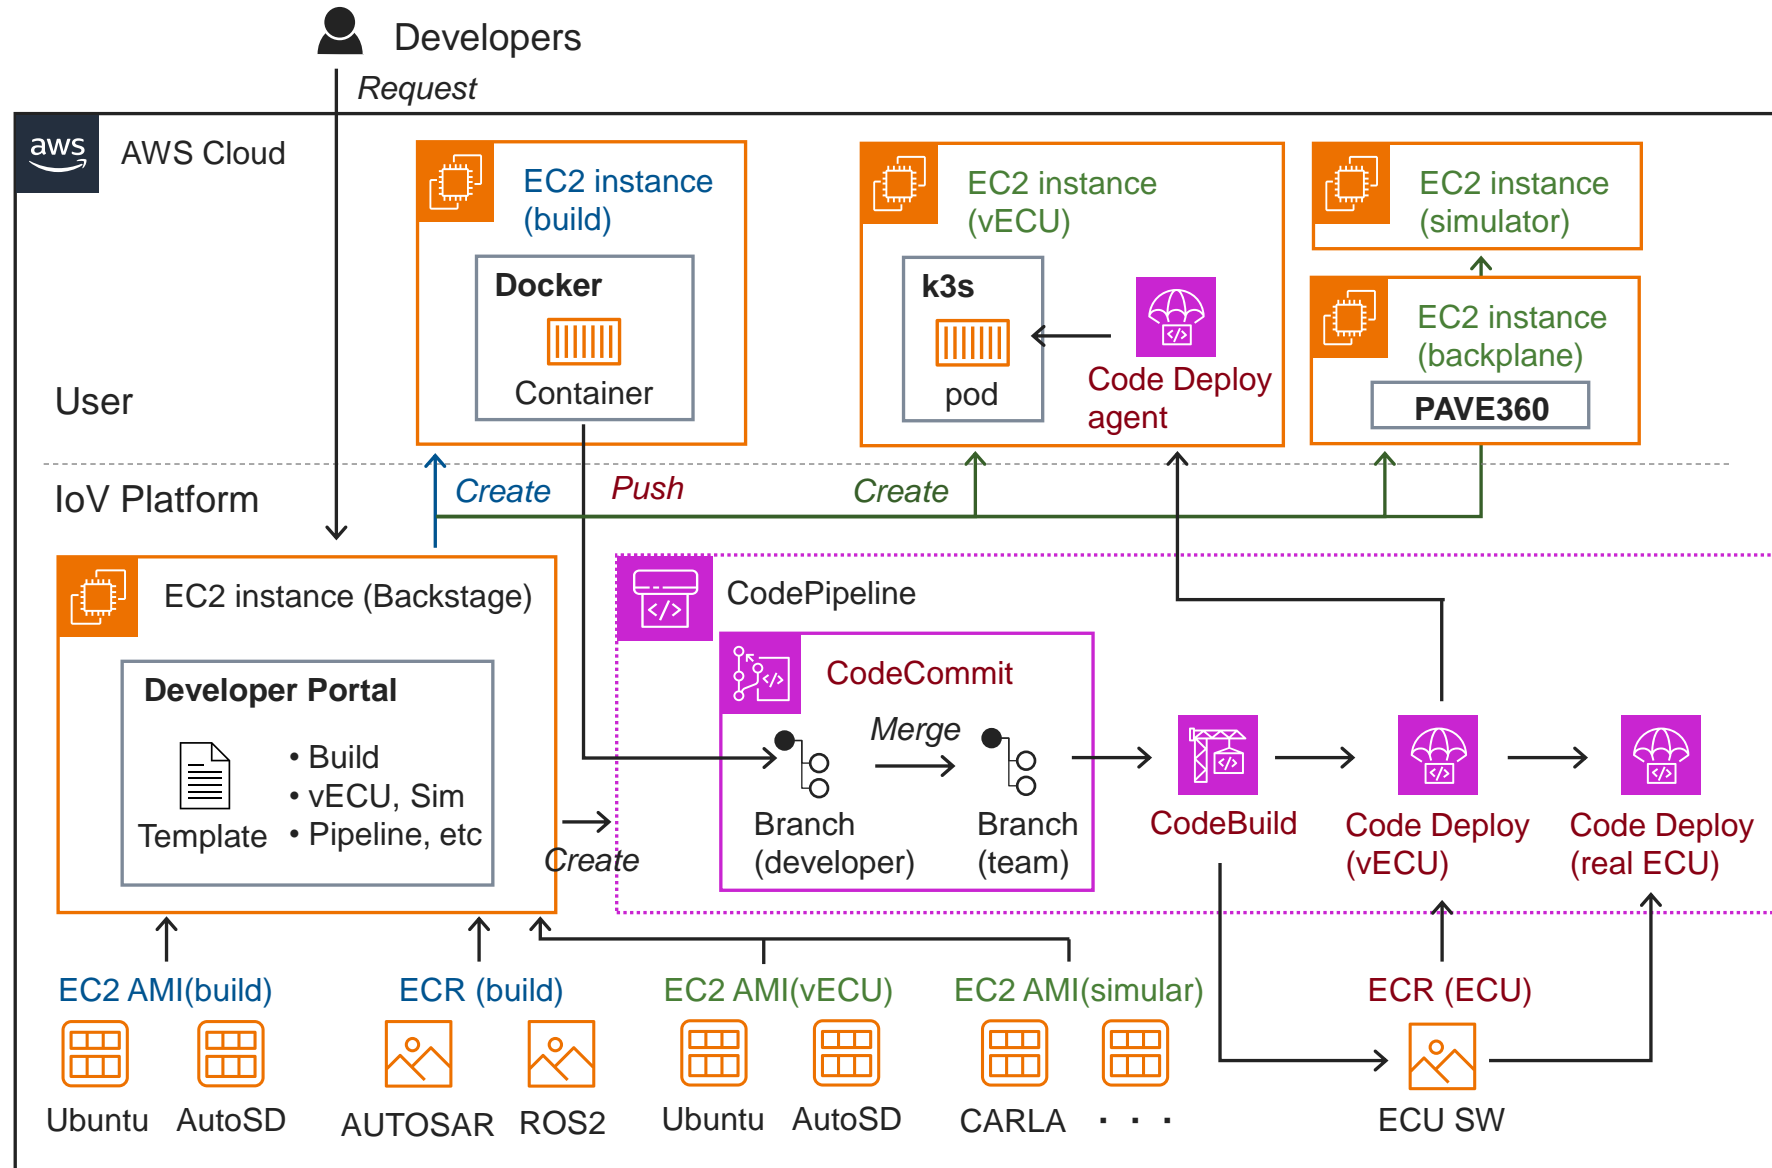 Developers
Request
aws
AWS Cloud
EC2 instance
(build)
Docker
Container
EC2 instance
(vECU)
k3s
pod
Code Deploy
agent
EC2 instance
(simulator)
EC2 instance
(backplane)
PAVE360
User
IoV Platform
Create
Push
Create
EC2 instance (Backstage)
Developer Portal
Template
• Build
• vECU, Sim
• Pipeline, etc
Create
CodePipeline
CodeCommit
Merge
Branch
(developer)
Branch
(team)
CodeBuild
Code Deploy
(vECU)
Code Deploy
(real ECU)
EC2 AMI(build)
Ubuntu
AutoSD
ECR (build)
AUTOSAR
ROS2
EC2 AMI(vECU)
Ubuntu
AutoSD
EC2 AMI(simular)
CARLA
· · ·
ECR (ECU)
ECU SW